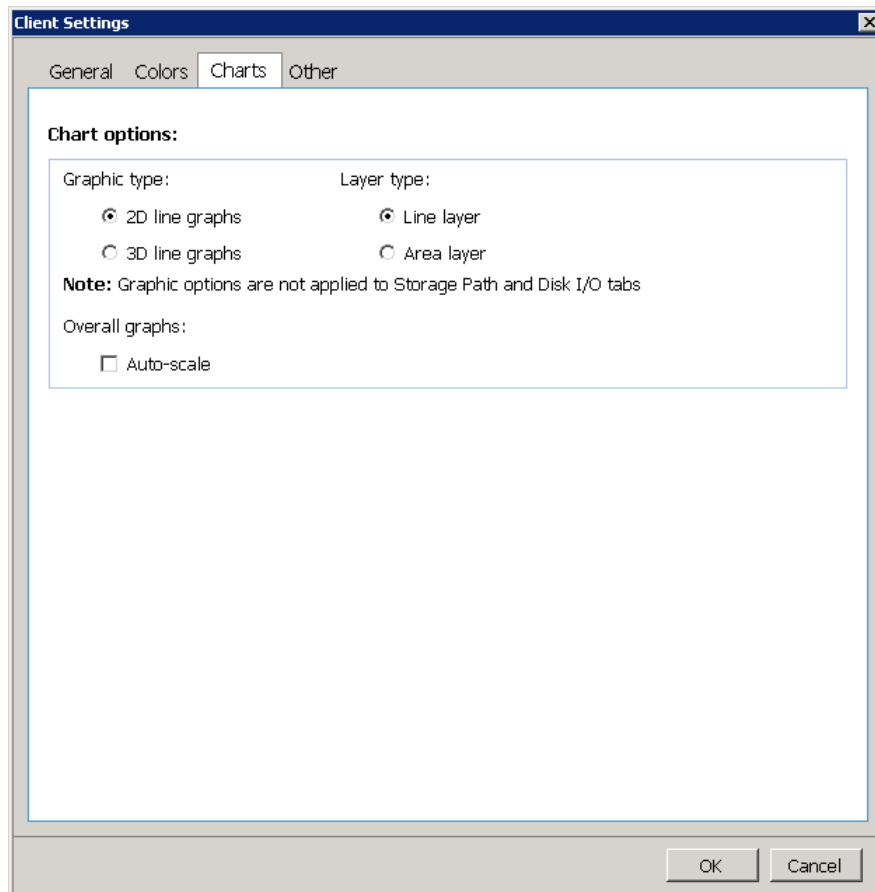 Client Settings
General Colors Charts Other
Chart options:
Graphic type: Layer type:
2D line graphs Line layer
3D line graphs Area layer
Note: Graphic options are not applied to Storage Path and Disk I/O tabs
Overall graphs:
Auto-scale
OK Cancel